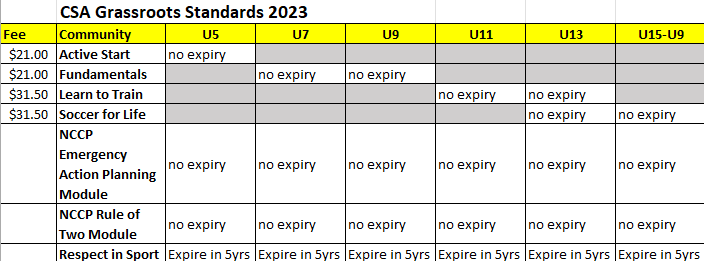 CSA Grassroots Standards 2023
Fee Community U5 U7 U9 U11 U13 U15-U9
$21.00 Active Start no expiry
$21.00 Fundamentals no expiry no expiry
$31.50 Learn to Train no expiry no expiry
$31.50 Soccer for Life no expiry no expiry
NCCP
Emergency
Action Planning no expiry no expiry no expiry no expiry no expiry no expiry
Module
NCCP Rule of
Two Module no expiry no expiry no expiry no expiry no expiry no expiry
Respect in Sport Expire in 5yrs Expire in 5yrs Expire in 5yrs Expire in 5yrs Expire in 5yrs Expire in 5yrs